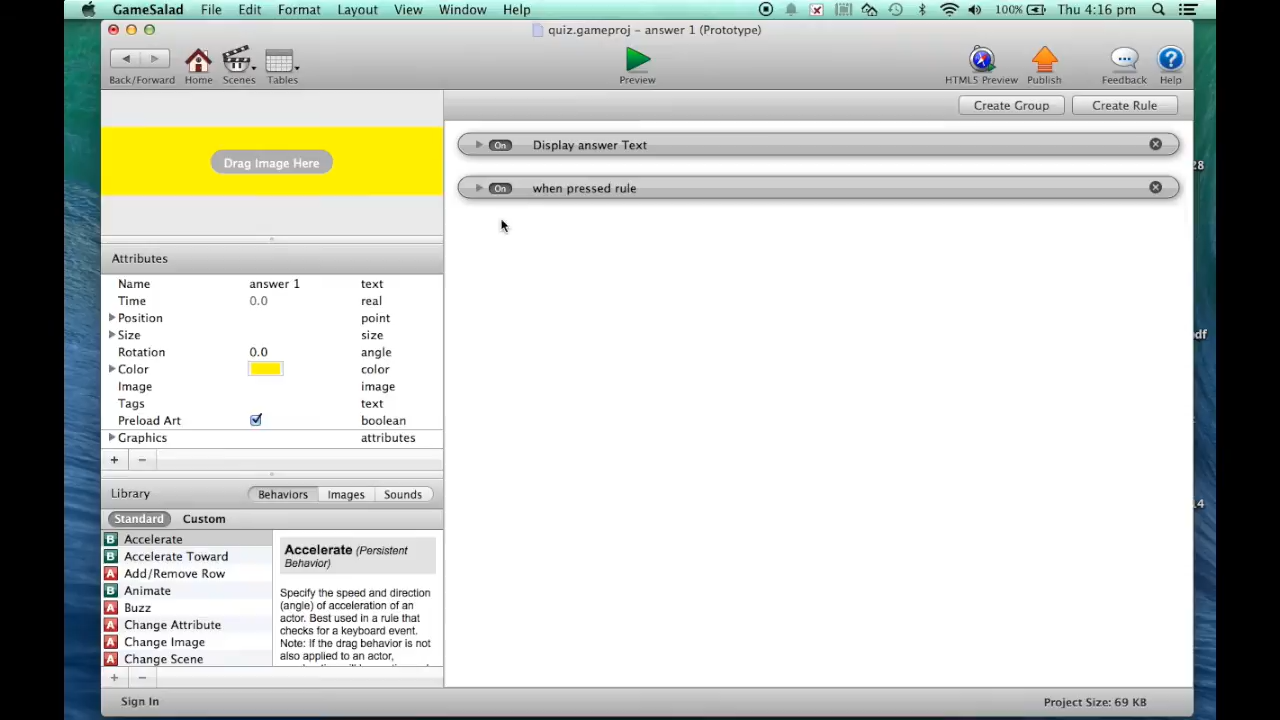 GameSalad File Edit Format Layout View Window Help 100% Thu 4:16 pm
quiz.gameproj – answer 1 (Prototype)
Back/Forward Home Scenes Tables Preview HTML5 Preview Publish Feedback Help
Create Group Create Rule
Drag Image Here
On Display answer Text
On when pressed rule
28
Attributes
Name answer 1 text
Time 0.0 real
Position point
Size size
df
Rotation 0.0 angle
Color color
Image image
Tags text
Preload Art boolean
Graphics attributes
+ −
Library Behaviors Images Sounds
14
Standard Custom
B Accelerate
B Accelerate Toward
A Add/Remove Row
B Animate
A Buzz
A Change Attribute
A Change Image
A Change Scene
Accelerate (Persistent
Behavior)
Specify the speed and direction
(angle) of acceleration of an
actor. Best used in a rule that
checks for a keyboard event.
Note: If the drag behavior is not
also applied to an actor,
+ −
Sign In Project Size: 69 KB